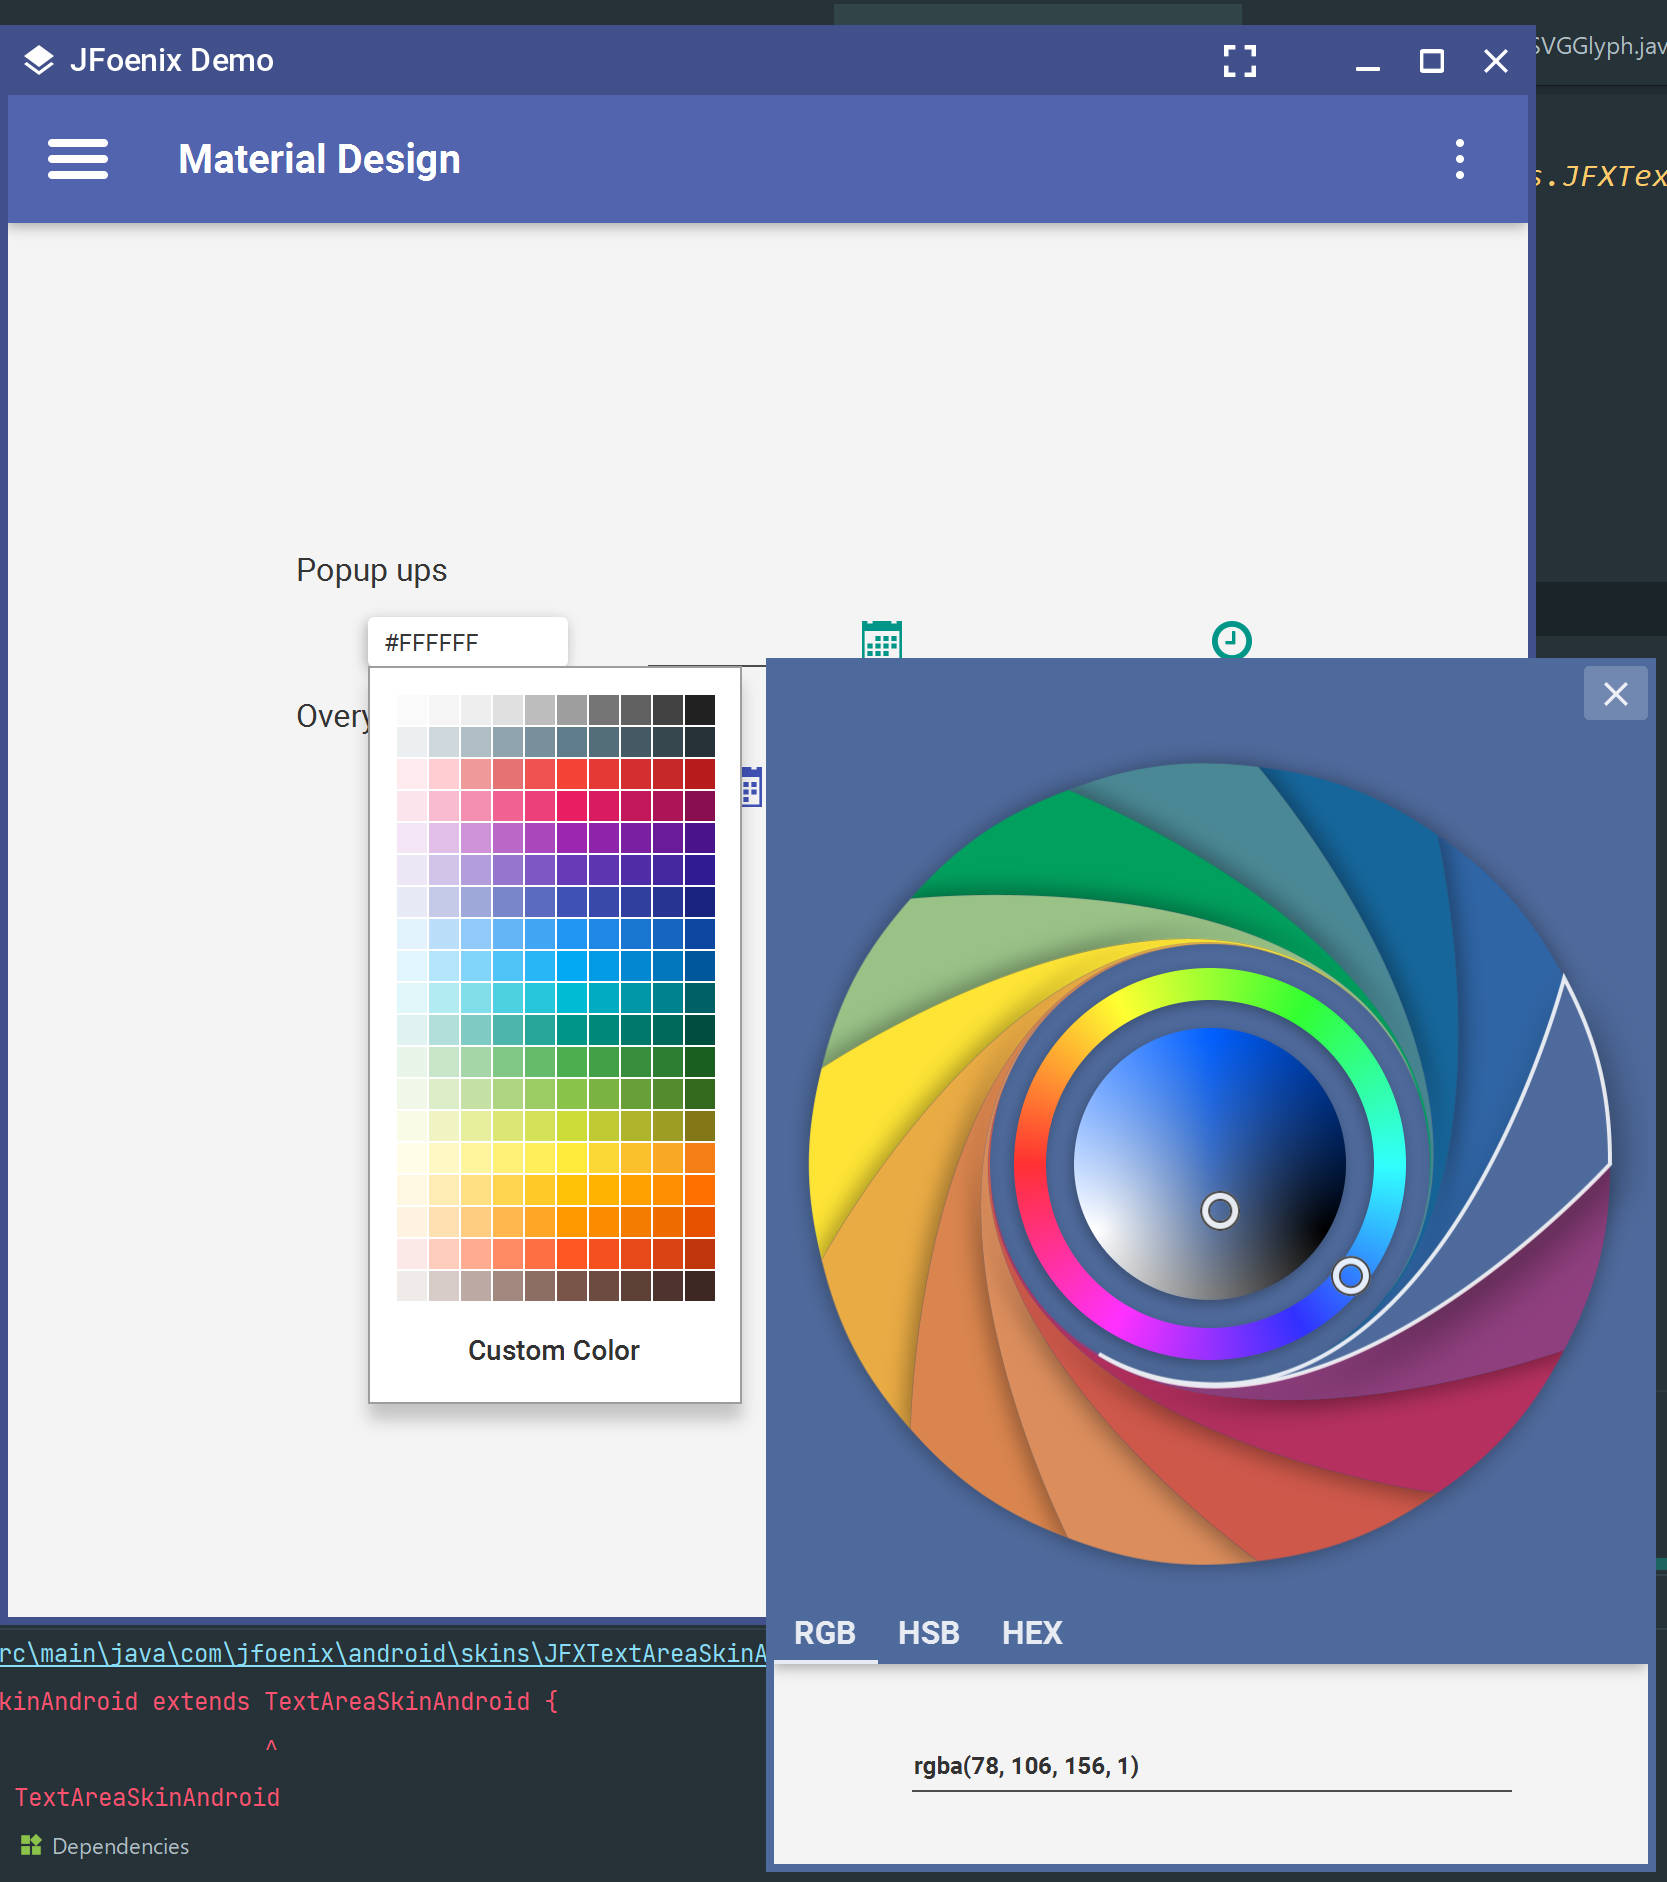 JFoenix Demo
SVGGlyph.jav
Material Design
s.JFXTex
Popup ups
#FFFFFF
Overy
Custom Color
RGB HSB HEX
rc\main\java\com\jfoenix\android\skins\JFXTextAreaSkinA
kinAndroid extends TextAreaSkinAndroid {
^
TextAreaSkinAndroid
rgba(78, 106, 156, 1)
Dependencies